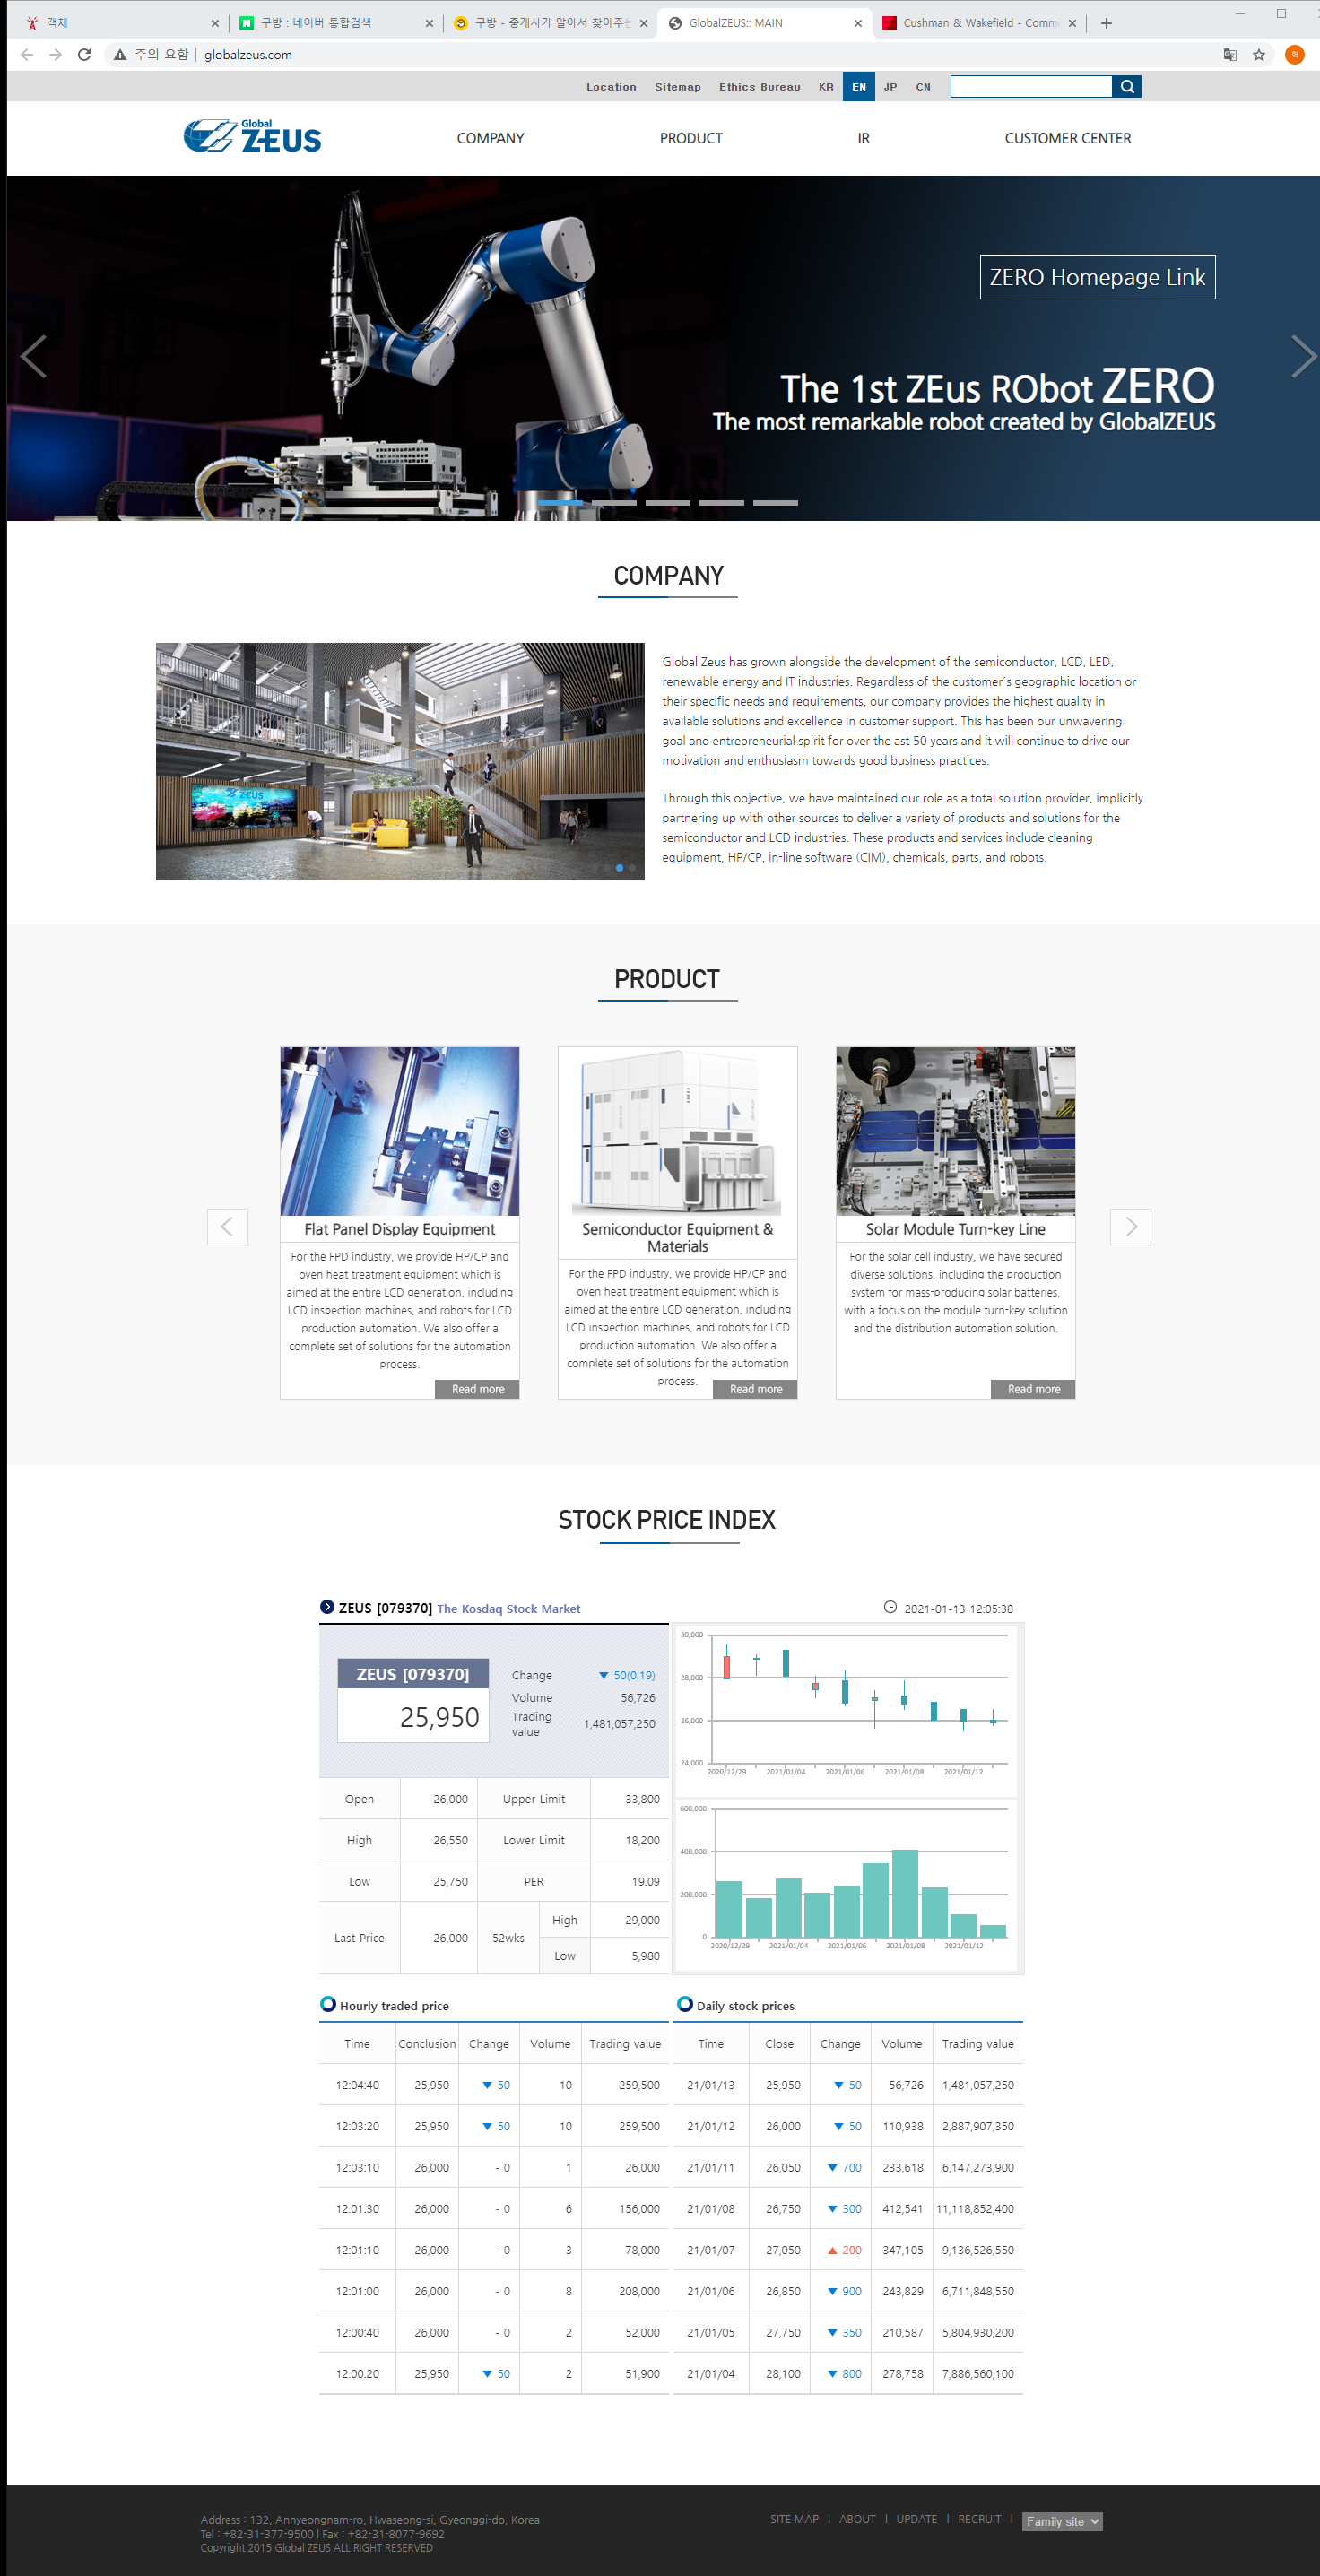 객체
구방 : 네이버 통합검색
구방 - 중개사가 알아서 찾아주는
GlobalZEUS:: MAIN
Cushman & Wakefield - Comm
주의 요함 | globalzeus.com
Location Sitemap Ethics Bureau KR EN JP CN
Global
ZEUS
COMPANY PRODUCT IR CUSTOMER CENTER
ZERO Homepage Link
The 1st ZEus RObot ZERO
The most remarkable robot created by GlobalZEUS
COMPANY
ZEUS
Global Zeus has grown alongside the development of the semiconductor, LCD, LED,
renewable energy and IT industries. Regardless of the customer´s geographic location or
their specific needs and requirements, our company provides the highest quality in
available solutions and excellence in customer support. This has been our unwavering
goal and entrepreneurial spirit for over the ast 50 years and it will continue to drive our
motivation and enthusiasm towards good business practices.
Through this objective, we have maintained our role as a total solution provider, implicitly
partnering up with other sources to deliver a variety of products and solutions for the
semiconductor and LCD industries. These products and services include cleaning
equipment, HP/CP, in-line software (CIM), chemicals, parts, and robots.
PRODUCT
Flat Panel Display Equipment
For the FPD industry, we provide HP/CP and
oven heat treatment equipment which is
aimed at the entire LCD generation, including
LCD inspection machines, and robots for LCD
production automation. We also offer a
complete set of solutions for the automation
process.
Read more
Semiconductor Equipment &
Materials
For the FPD industry, we provide HP/CP and
oven heat treatment equipment which is
aimed at the entire LCD generation, including
LCD inspection machines, and robots for LCD
production automation. We also offer a
complete set of solutions for the automation
process.
Read more
Solar Module Turn-key Line
For the solar cell industry, we have secured
diverse solutions, including the production
system for mass-producing solar batteries,
with a focus on the module turn-key solution
and the distribution automation solution.
Read more
STOCK PRICE INDEX
ZEUS [079370] The Kosdaq Stock Market
2021-01-13 12:05:38
ZEUS [079370]
25,950
Change ▼ 50(0.19)
Volume 56,726
Trading value 1,481,057,250
Open 26,000 Upper Limit 33,800
High 26,550 Lower Limit 18,200
Low 25,750 PER 19.09
Last Price 26,000 52wks High 29,000
Low 5,980
30,000
28,000
26,000
24,000
2020/12/29 2021/01/04 2021/01/06 2021/01/08 2021/01/12
600,000
400,000
200,000
0
2020/12/29 2021/01/04 2021/01/06 2021/01/08 2021/01/12
Hourly traded price
Time Conclusion Change Volume Trading value
12:04:40 25,950 ▼ 50 10 259,500
12:03:20 25,950 ▼ 50 10 259,500
12:03:10 26,000 - 0 1 26,000
12:01:30 26,000 - 0 6 156,000
12:01:10 26,000 - 0 3 78,000
12:01:00 26,000 - 0 8 208,000
12:00:40 26,000 - 0 2 52,000
12:00:20 25,950 ▼ 50 2 51,900
Daily stock prices
Time Close Change Volume Trading value
21/01/13 25,950 ▼ 50 56,726 1,481,057,250
21/01/12 26,000 ▼ 50 110,938 2,887,907,350
21/01/11 26,050 ▼ 700 233,618 6,147,273,900
21/01/08 26,750 ▼ 300 412,541 11,118,852,400
21/01/07 27,050 ▲ 200 347,105 9,136,526,550
21/01/06 26,850 ▼ 900 243,829 6,711,848,550
21/01/05 27,750 ▼ 350 210,587 5,804,930,200
21/01/04 28,100 ▼ 800 278,758 7,886,560,100
Address : 132, Annyeongnam-ro, Hwaseong-si, Gyeonggi-do, Korea
Tel : +82-31-377-9500 l Fax : +82-31-8077-9692
Copyright 2015 Global ZEUS ALL RIGHT RESERVED
SITE MAP | ABOUT | UPDATE | RECRUIT | Family site